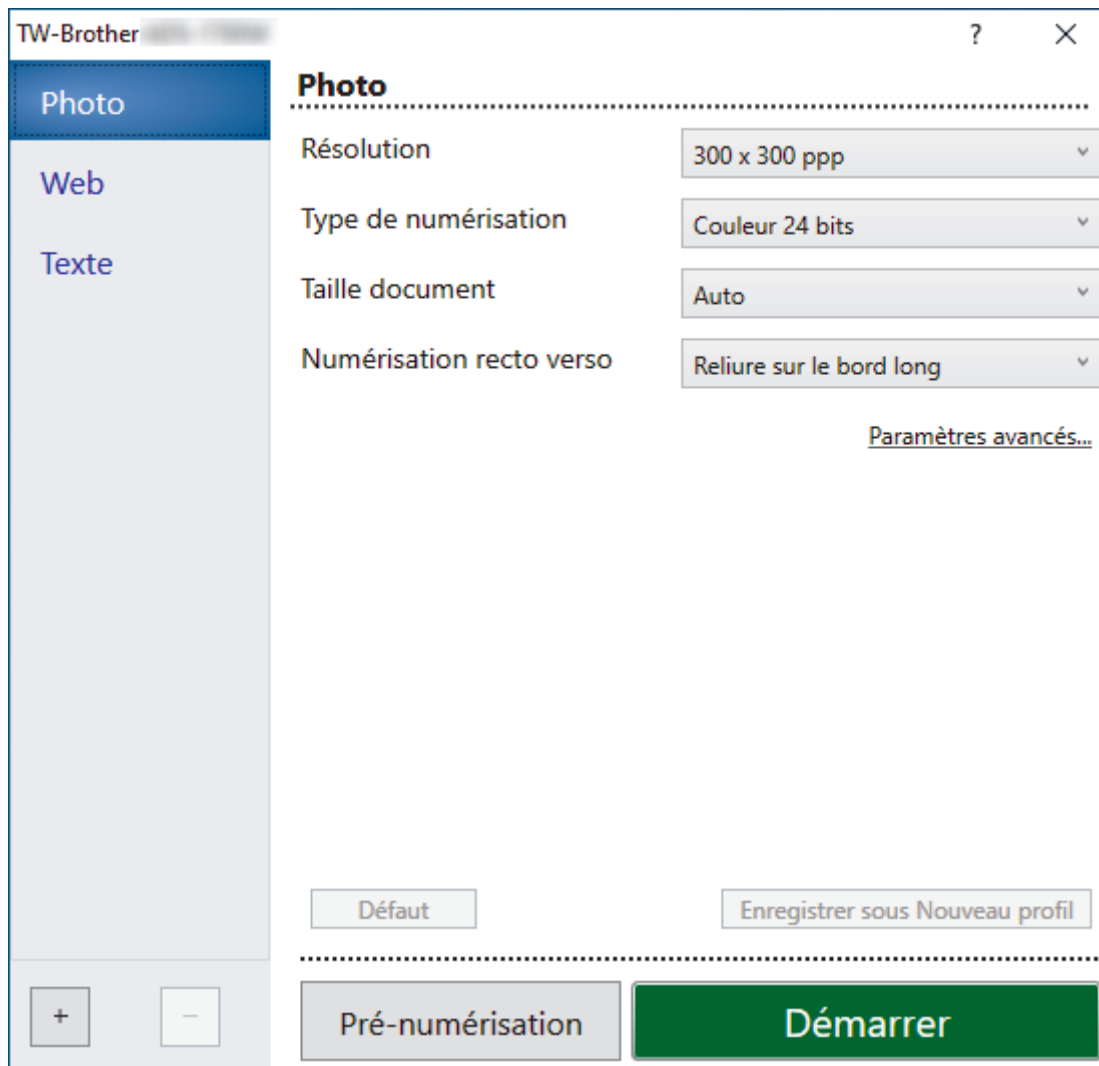 TW-Brother
?
Photo
Web
Texte
Photo
Résolution
300 x 300 ppp
Type de numérisation
Couleur 24 bits
Taille document
Auto
Numérisation recto verso
Reliure sur le bord long
Paramètres avancés...
Défaut
Enregistrer sous Nouveau profil
+
−
Pré-numérisation
Démarrer